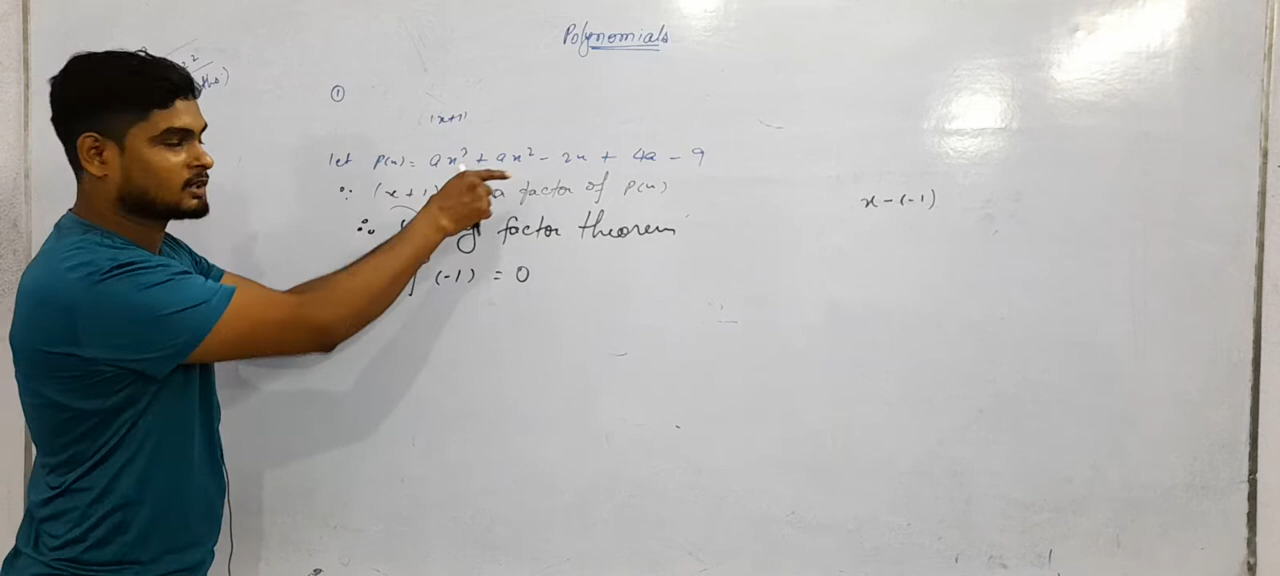 Polynomials
①
(x+1)
let P(x) = ax³ + ax² - 2x + 4a - 9
∵ (x+1) a factor of P(x)
∴ factor theorem
(-1) = 0
x-(-1)